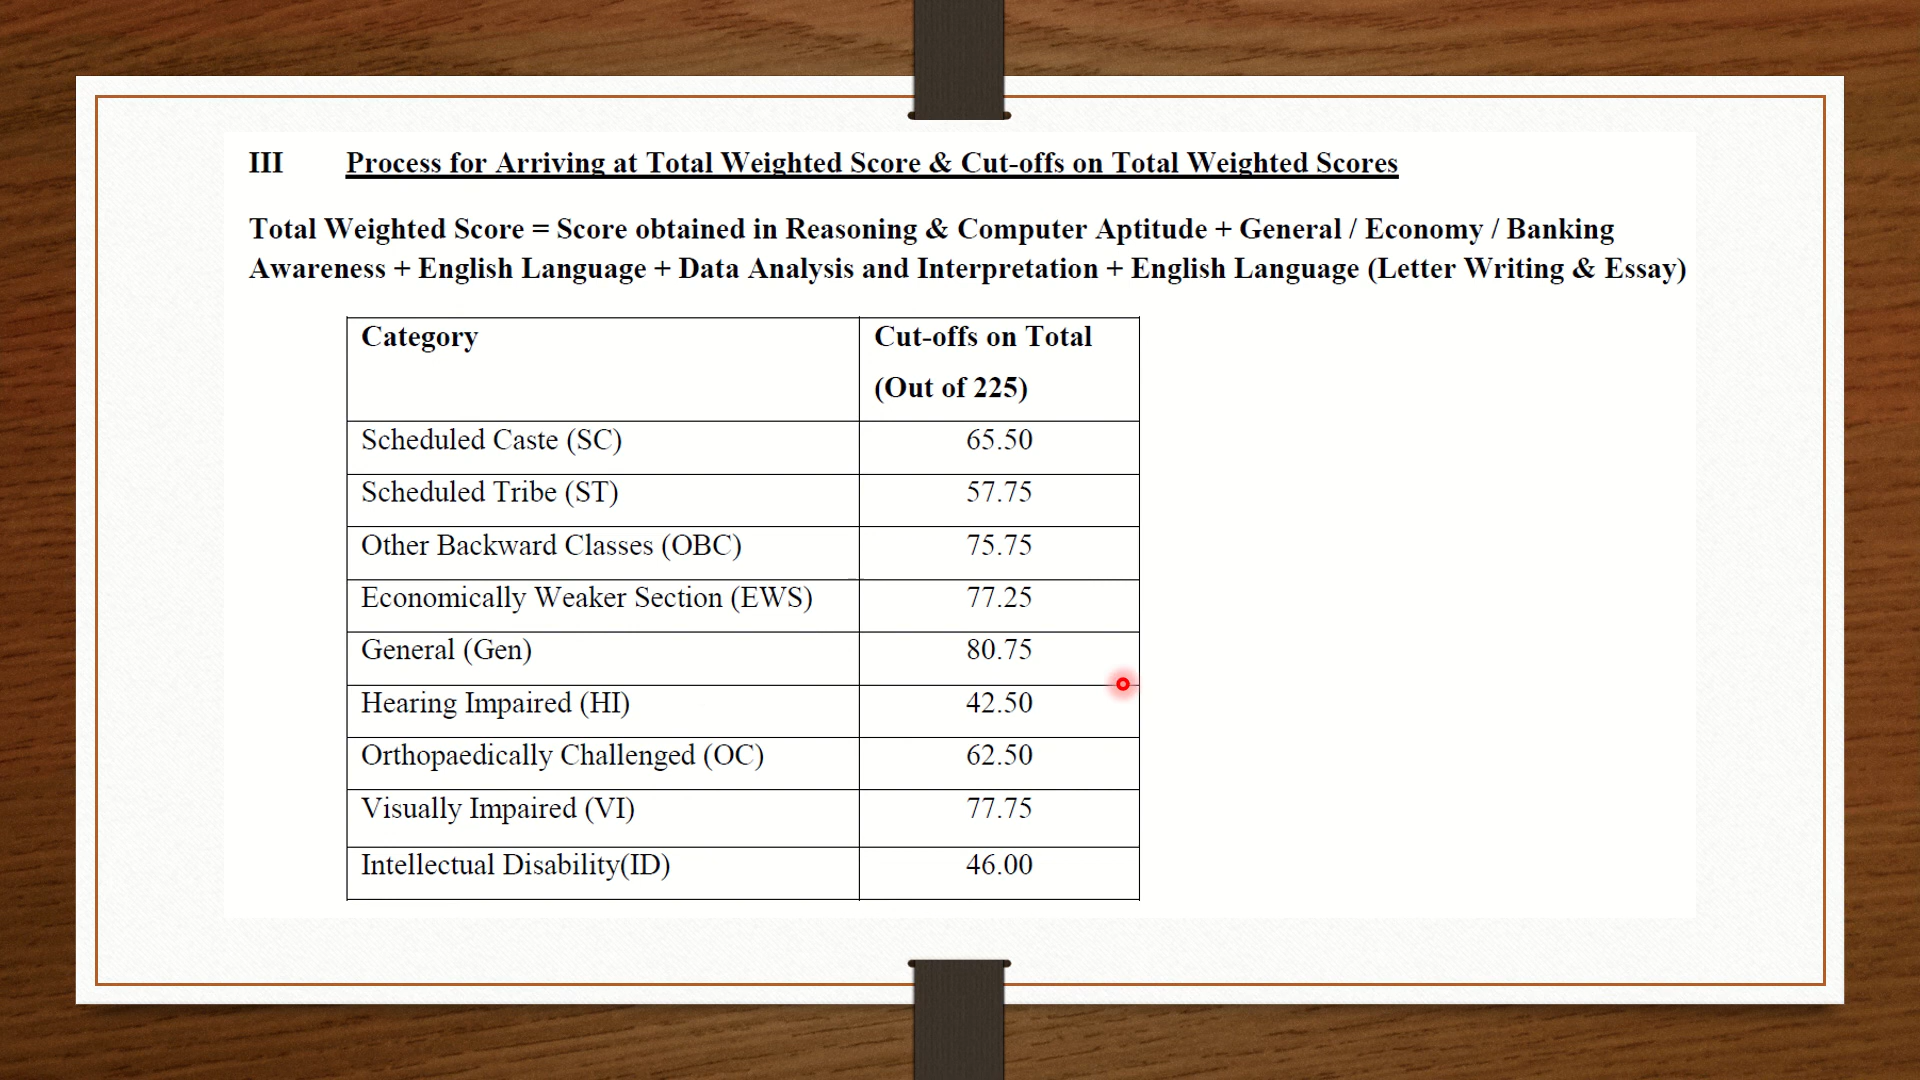 III Process for Arriving at Total Weighted Score & Cut-offs on Total Weighted Scores
Total Weighted Score = Score obtained in Reasoning & Computer Aptitude + General / Economy / Banking
Awareness + English Language + Data Analysis and Interpretation + English Language (Letter Writing & Essay)
Category Cut-offs on Total
(Out of 225)
Scheduled Caste (SC) 65.50
Scheduled Tribe (ST) 57.75
Other Backward Classes (OBC) 75.75
Economically Weaker Section (EWS) 77.25
General (Gen) 80.75
Hearing Impaired (HI) 42.50
Orthopaedically Challenged (OC) 62.50
Visually Impaired (VI) 77.75
Intellectual Disability(ID) 46.00